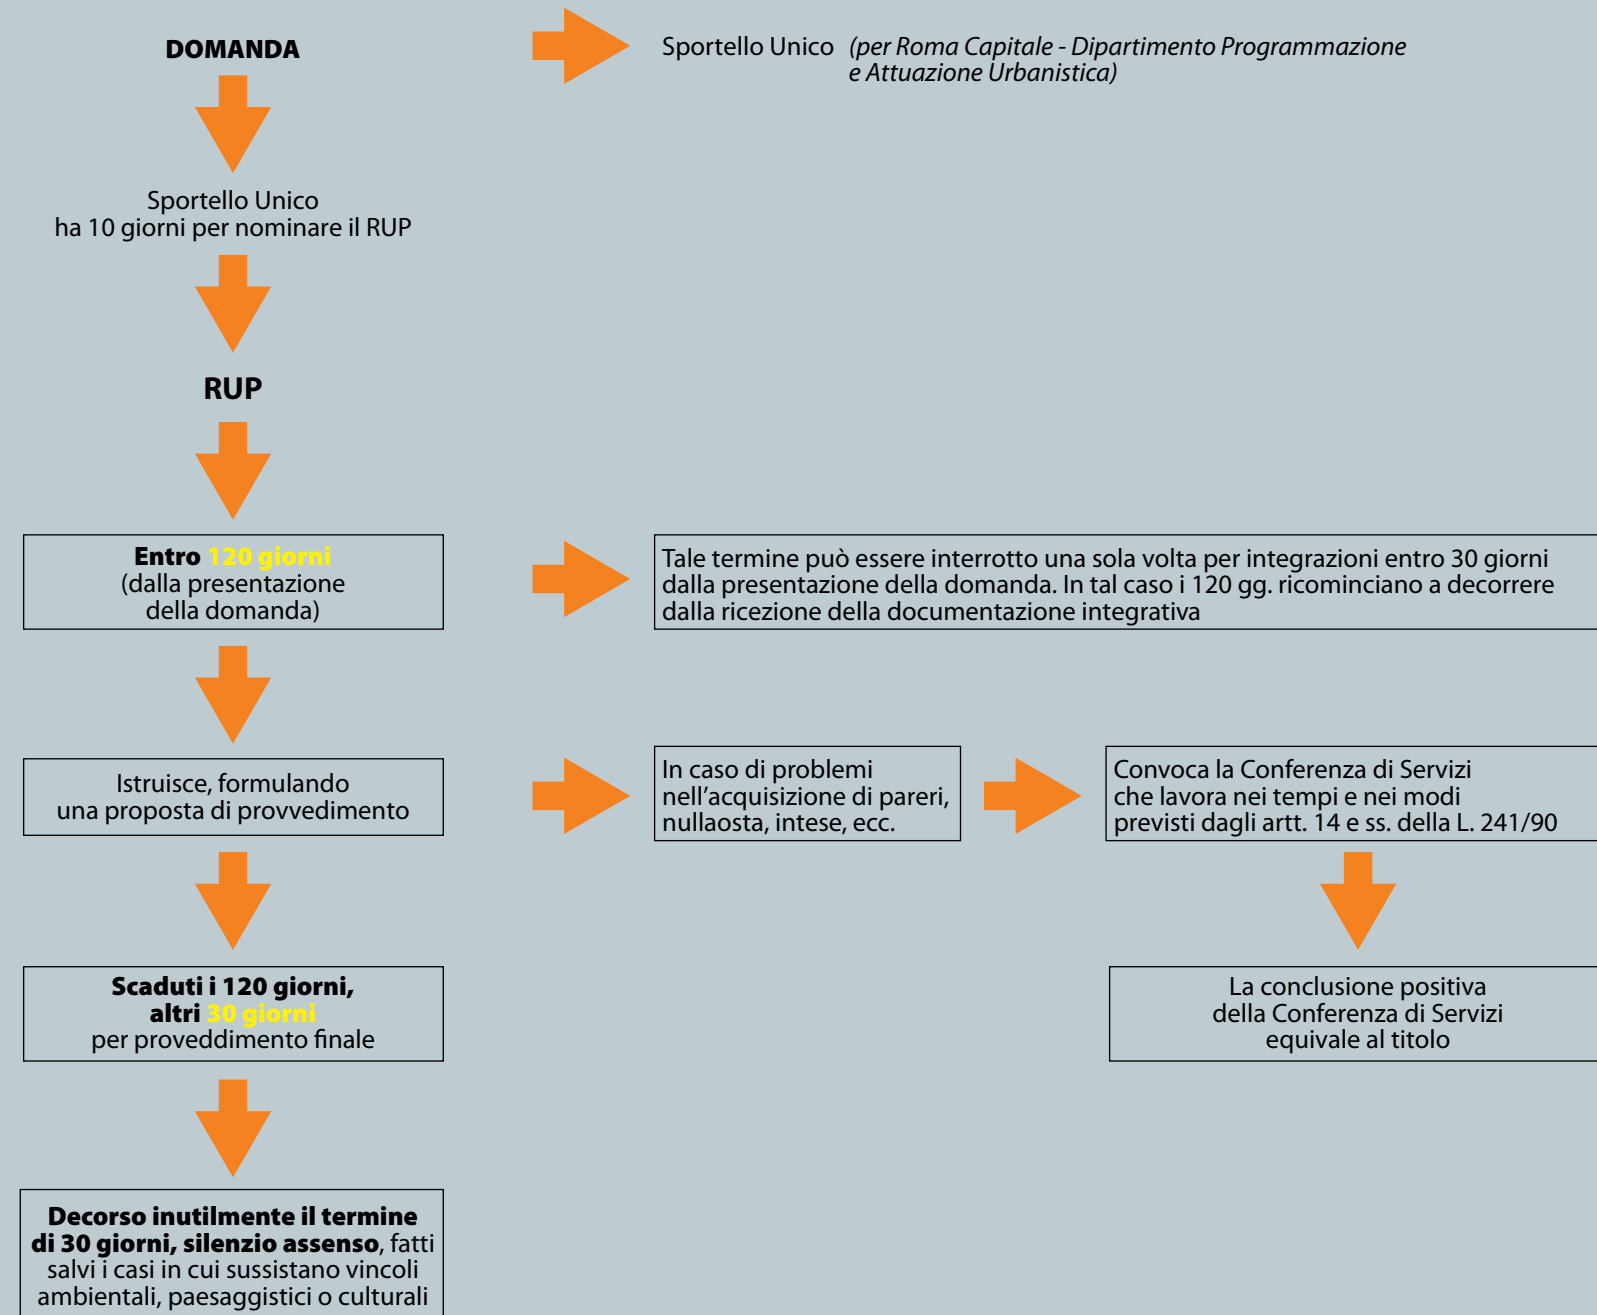 DOMANDA
Sportello Unico (per Roma Capitale - Dipartimento Programmazione
e Attuazione Urbanistica)
Sportello Unico
ha 10 giorni per nominare il RUP
RUP
Entro 120 giorni
(dalla presentazione
della domanda)
Tale termine può essere interrotto una sola volta per integrazioni entro 30 giorni
dalla presentazione della domanda. In tal caso i 120 gg. ricominciano a decorrere
dalla ricezione della documentazione integrativa
Istruisce, formulando
una proposta di provvedimento
In caso di problemi
nell'acquisizione di pareri,
nullaosta, intese, ecc.
Convoca la Conferenza di Servizi
che lavora nei tempi e nei modi
previsti dagli artt. 14 e ss. della L. 241/90
Scaduti i 120 giorni,
altri 30 giorni
per proveddimento finale
La conclusione positiva
della Conferenza di Servizi
equivale al titolo
Decorso inutilmente il termine
di 30 giorni, silenzio assenso, fatti
salvi i casi in cui sussistano vincoli
ambientali, paesaggistici o culturali